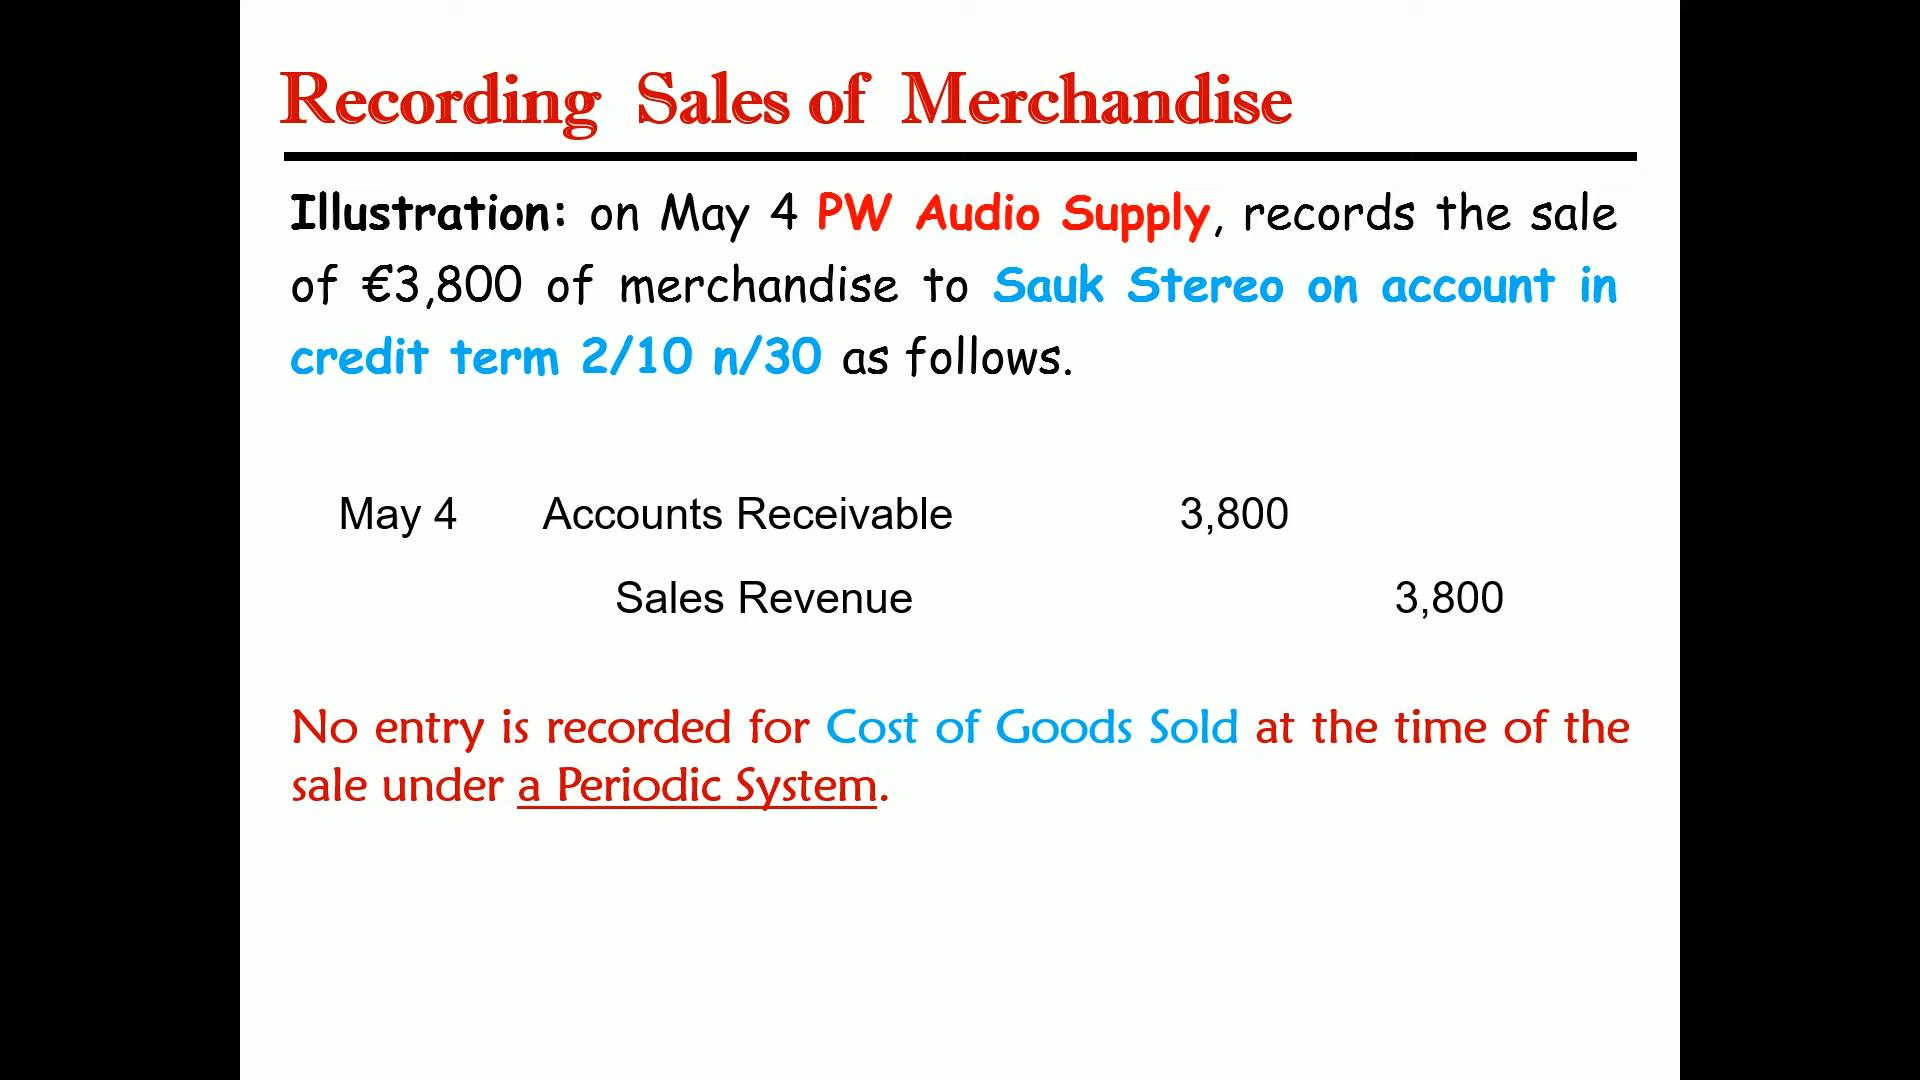 Recording Sales of Merchandise
Illustration: on May 4 PW Audio Supply, records the sale
of €3,800 of merchandise to Sauk Stereo on account in
credit term 2/10 n/30 as follows.
May 4 Accounts Receivable 3,800
Sales Revenue 3,800
No entry is recorded for Cost of Goods Sold at the time of the
sale under a Periodic System.